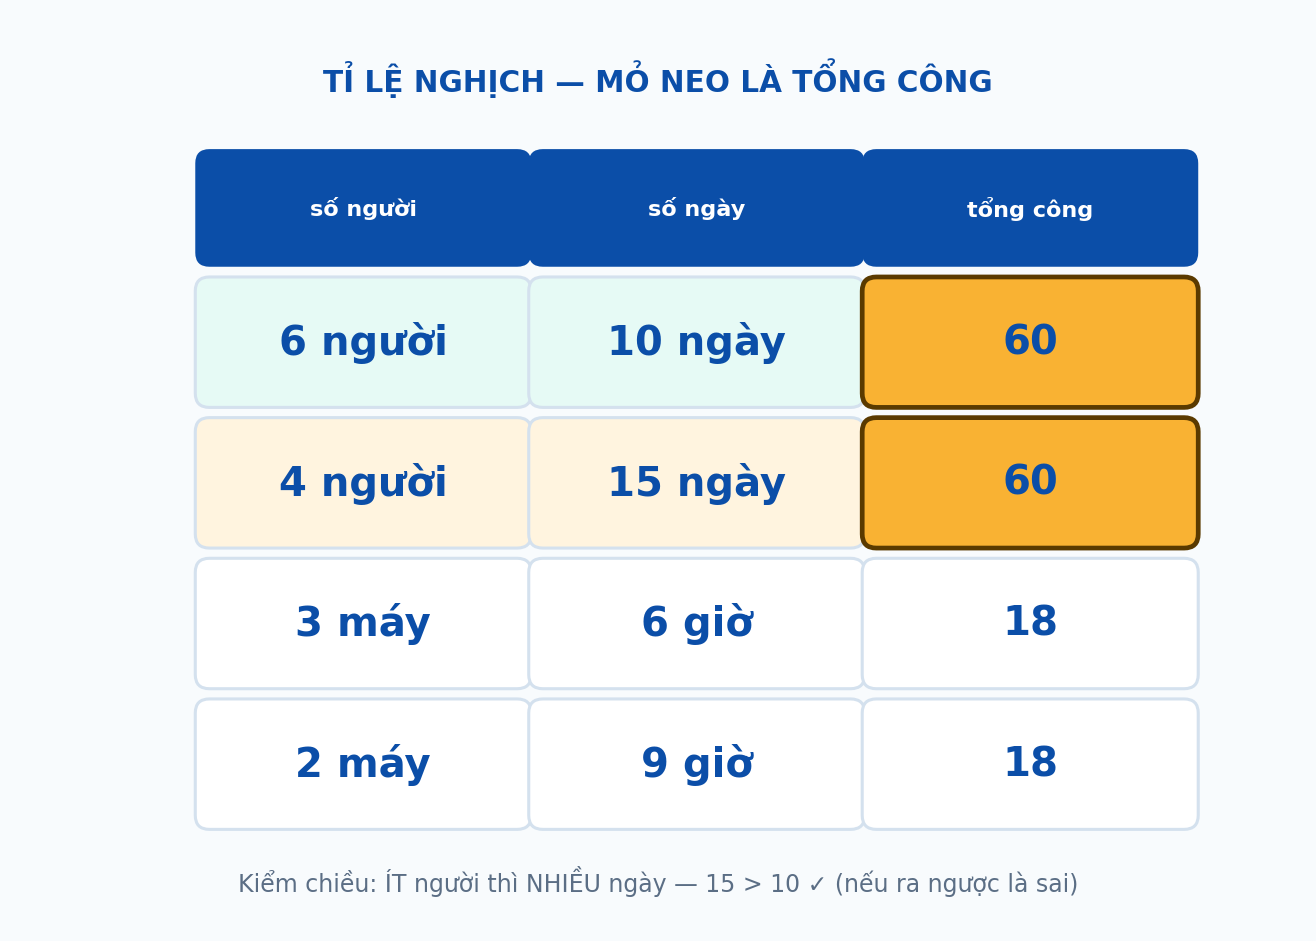 TỈ LỆ NGHỊCH — MỎ NEO LÀ TỔNG CÔNG
số người số ngày tổng công
6 người 10 ngày 60
4 người 15 ngày 60
3 máy 6 giờ 18
2 máy 9 giờ 18
Kiểm chiều: ÍT người thì NHIỀU ngày — 15 > 10 ✓ (nếu ra ngược là sai)